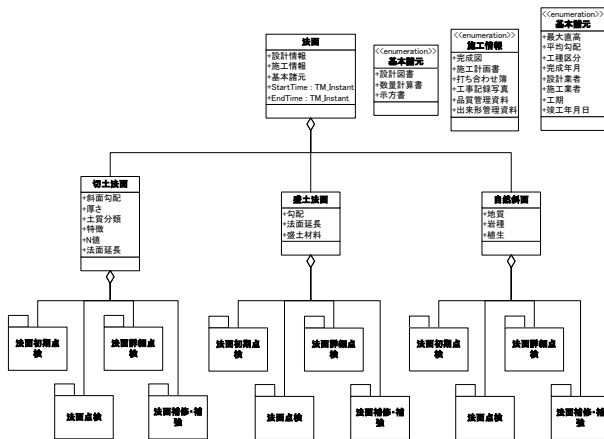 法面
+設計情報
+施工情報
+基本諸元
+StartTime : TM_Instant
+EndTime : TM_Instant
<<enumeration>>
基本諸元
+設計図書
+数量計算書
+示方書
<<enumeration>>
施工情報
+完成図
+施工計画書
+打ち合わせ簿
+工事記録写真
+品質管理資料
+出来形管理資料
<<enumeration>>
基本諸元
+最大直高
+平均勾配
+工種区分
+完成年月
+設計業者
+施工業者
+工期
+竣工年月日
切土法面
+斜面勾配
+厚さ
+土質分類
+特徴
+N値
+法面延長
盛土法面
+勾配
+法面延長
+盛土材料
自然斜面
+地質
+岩種
+植生
法面初期点
検
法面詳細点
検
法面点検
法面補修・補
強
法面初期点
検
法面詳細点
検
法面点検
法面補修・補
強
法面初期点
検
法面詳細点
検
法面点検
法面補修・補
強